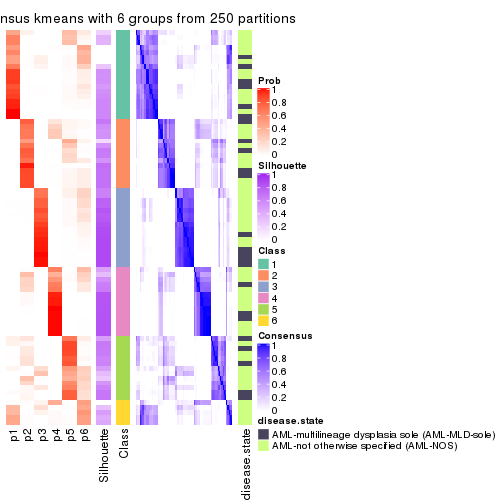 nsus kmeans with 6 groups from 250 partitions
Prob
1
0.8
0.6
0.4
0.2
0
Silhouette
1
0.8
0.6
0.4
0.2
0
Class
1
2
3
4
5
6
Consensus
1
0.8
0.6
0.4
0.2
0
disease.state
AML-multilineage dysplasia sole (AML-MLD-sole)
AML-not otherwise specified (AML-NOS)
p1
p2
p3
p4
p5
p6
Silhouette
Class
disease.state